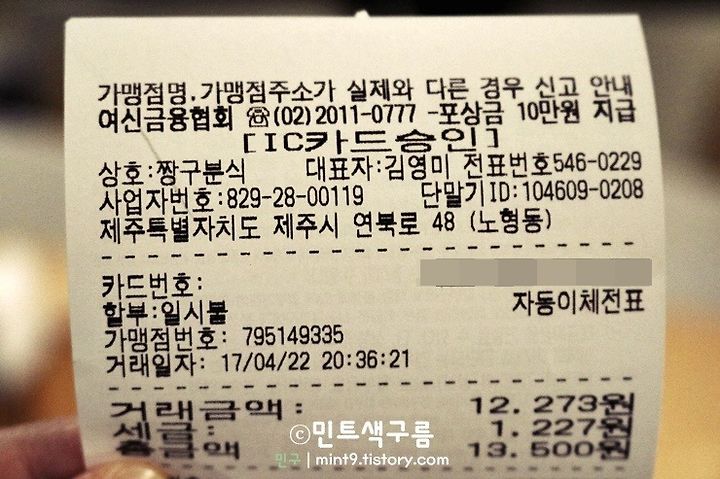 가맹점명,가맹점주소가 실제와 다른 경우 신고 안내
여신금융협회 ☎(02)2011-0777 -포상금 10만원 지급
[IC카드승인]
상호:짱구분식 대표자:김영미 전표번호546-0229
사업자번호:829-28-00119 단말기ID:104609-0208
제주특별자치도 제주시 연북로 48 (노형동)
카드번호:
할부:일시불 자동이체전표
가맹점번호: 795149335
거래일자: 17/04/22 20:36:21
거래금액: 12.273원
세금: 1.227원
총금액 13.500원
ⓒ민트색구름
민구 | mint9.tistory.com